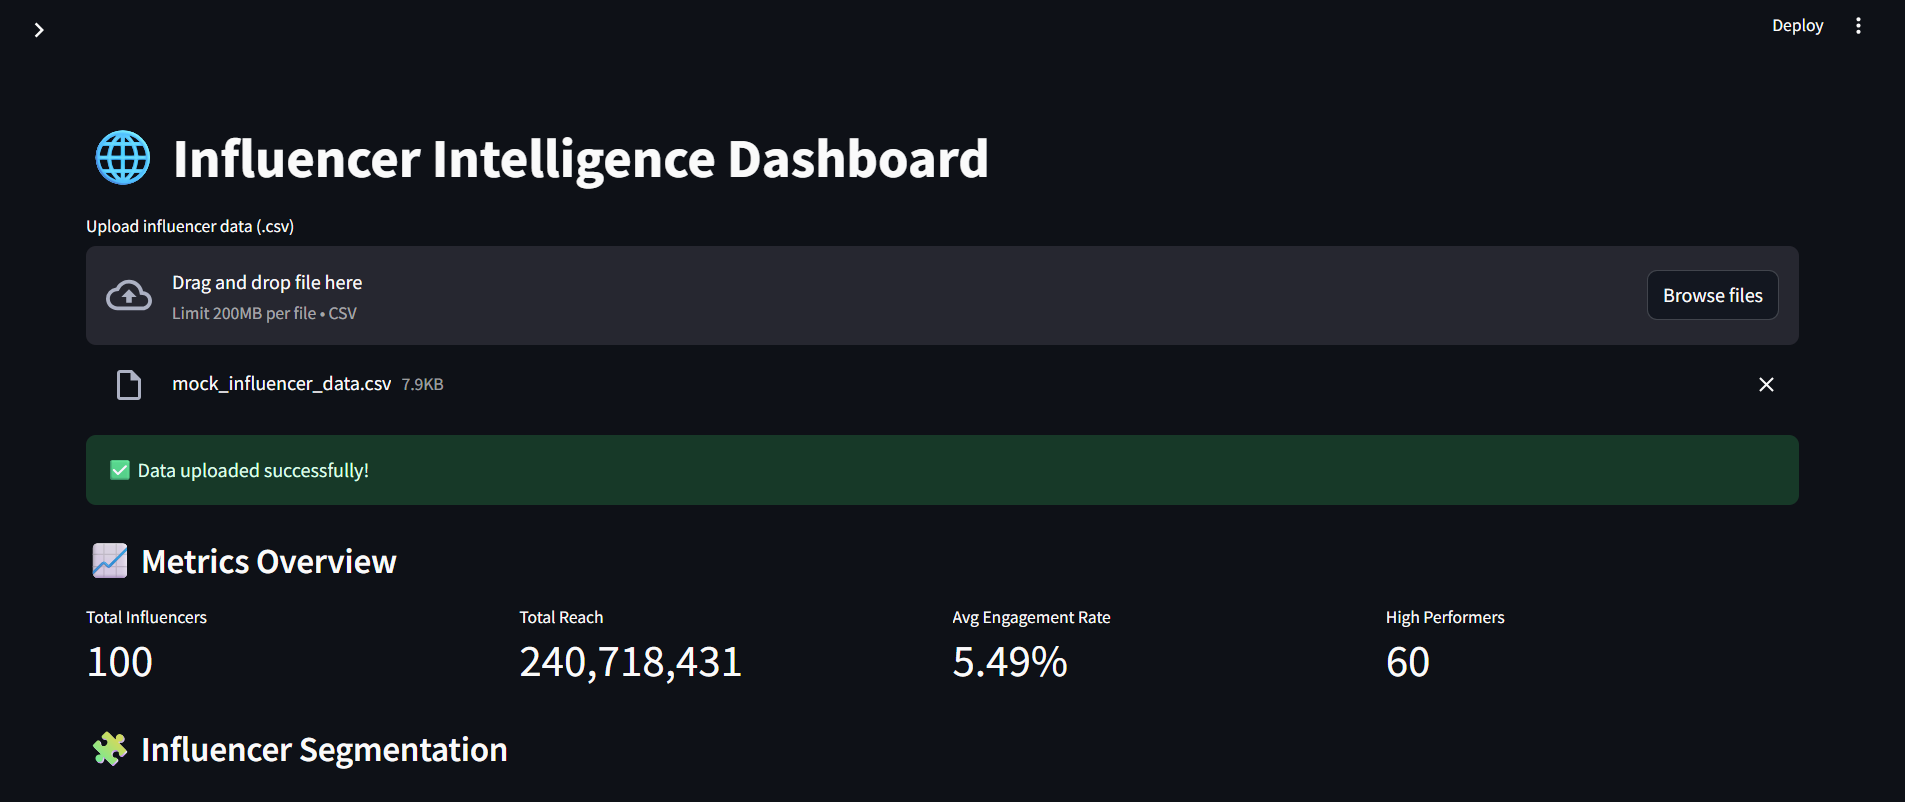 Deploy
Influencer Intelligence Dashboard
Upload influencer data (.csv)
Drag and drop file here
Limit 200MB per file • CSV
Browse files
mock_influencer_data.csv 7.9KB
Data uploaded successfully!
Metrics Overview
Total Influencers
100
Total Reach
240,718,431
Avg Engagement Rate
5.49%
High Performers
60
Influencer Segmentation